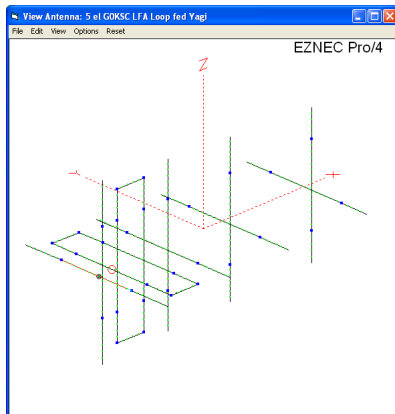 View Antenna: 5 el G0KSC LFA Loop fed Yagi
File Edit View Options Reset
EZNEC Pro/4
Z